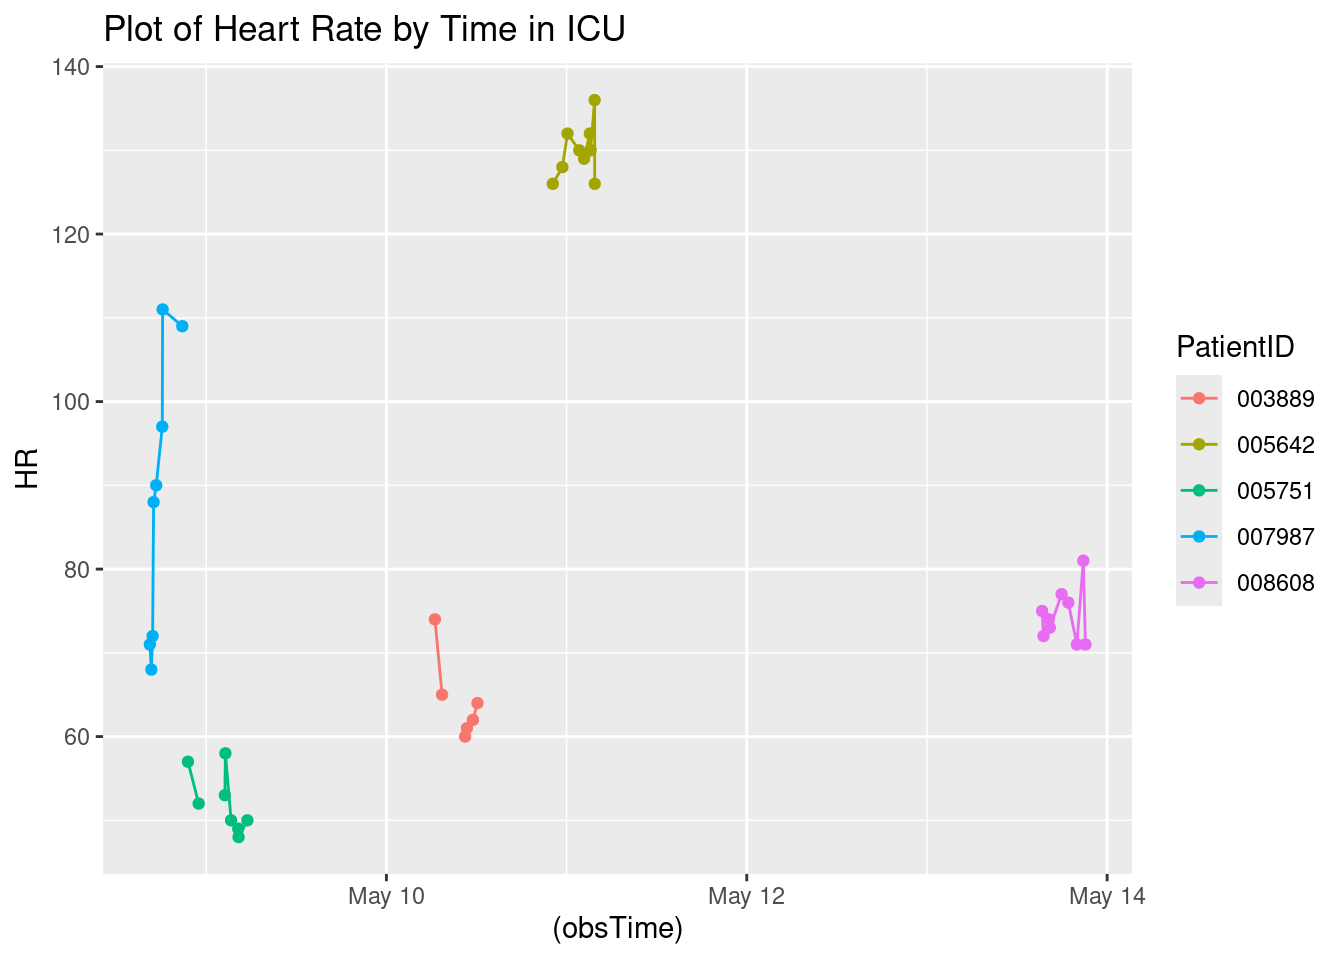 Plot of Heart Rate by Time in ICU
140
120
100
80
60
HR
May 10
May 12
May 14
(obsTime)
PatientID
003889
005642
005751
007987
008608